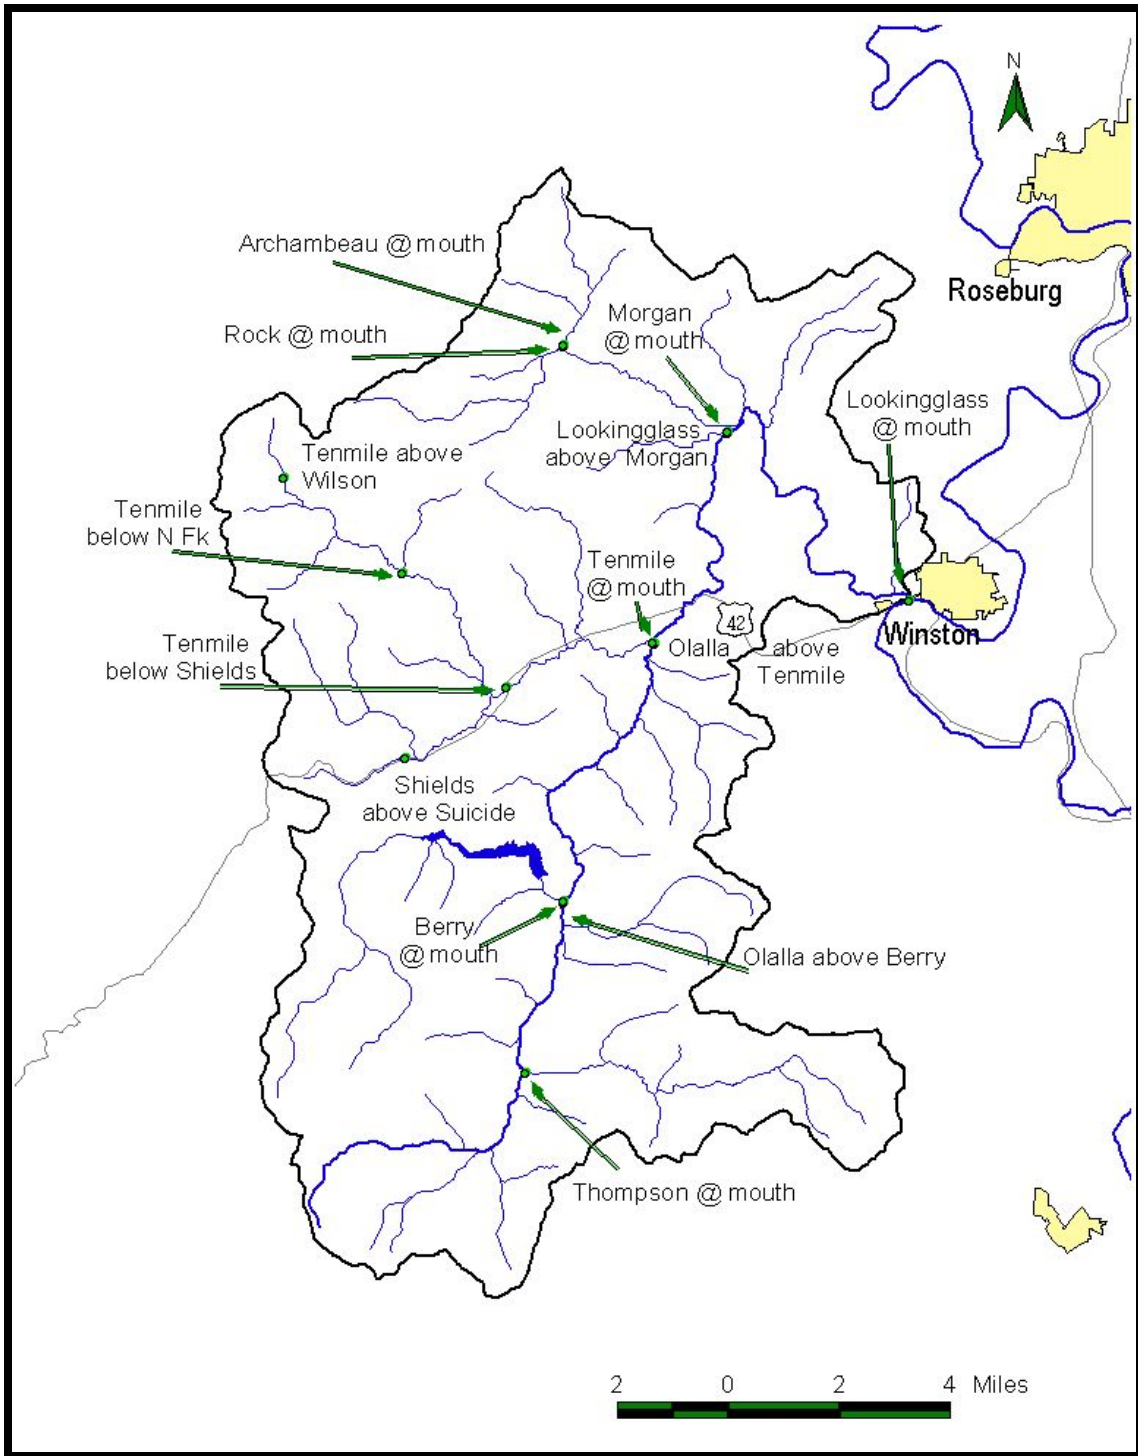 N
Archambeau @ mouth
Roseburg
Morgan
@ mouth
Rock @ mouth
Lookingglass
@ mouth
Lookingglass
above Morgan
Tenmile above
Wilson
Tenmile
below N Fk
Tenmile
@ mouth
42
Winston
Tenmile
below Shields
Olalla above
Tenmile
Shields
above Suicide
Berry
@ mouth
Olalla above Berry
Thompson @ mouth
2 0 2 4 Miles